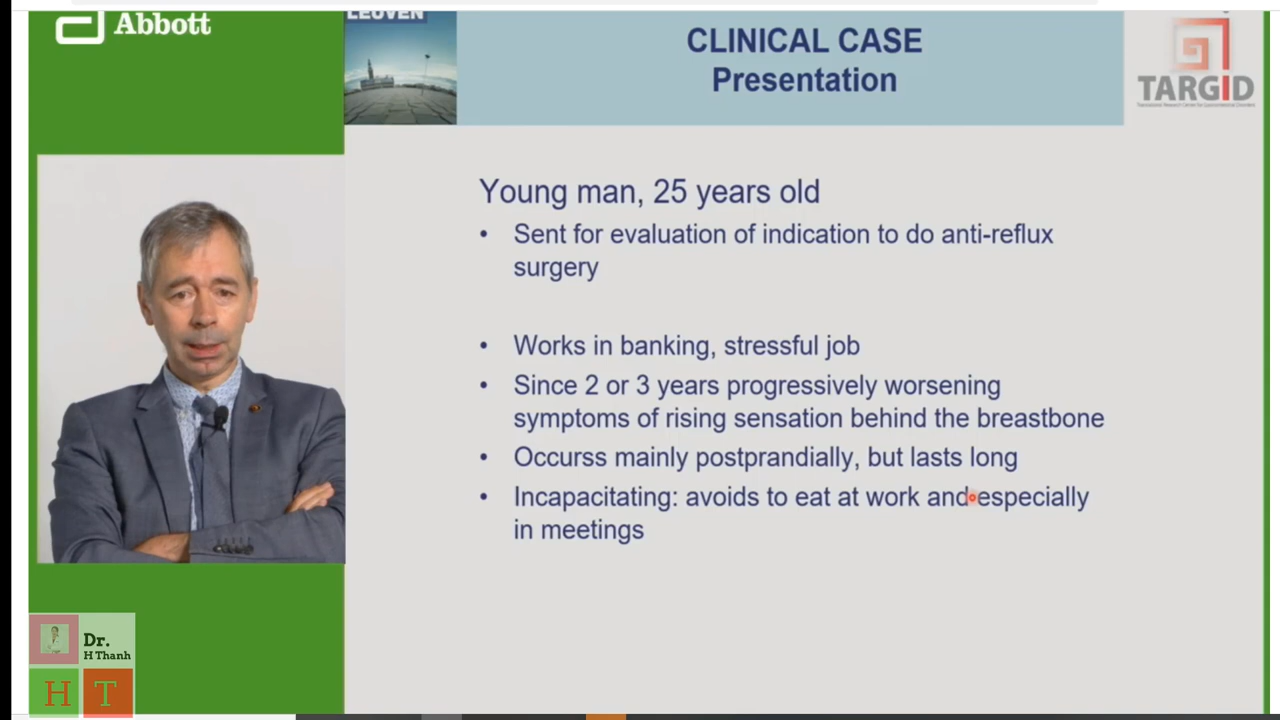 Abbott
LEUVEN
CLINICAL CASE
Presentation
TARGID
Young man, 25 years old
• Sent for evaluation of indication to do anti-reflux
surgery
• Works in banking, stressful job
• Since 2 or 3 years progressively worsening
symptoms of rising sensation behind the breastbone
• Occurss mainly postprandially, but lasts long
• Incapacitating: avoids to eat at work and especially
in meetings
Dr.
H Thanh
H T